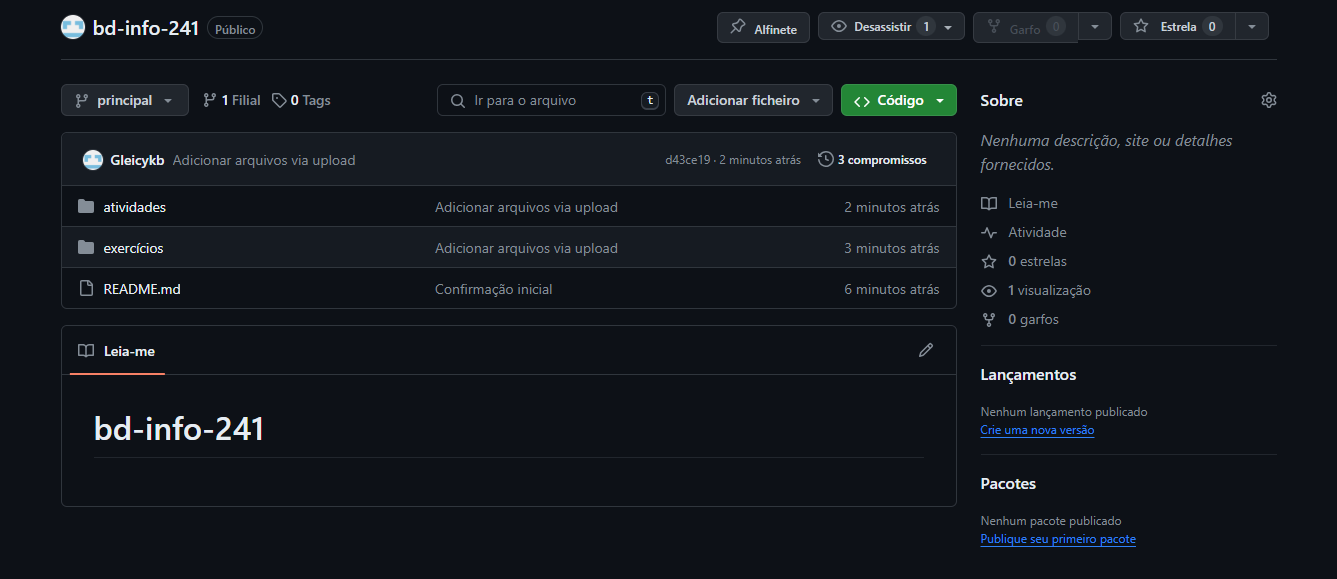 bd-info-241 Público Alfinete Desassistir 1 Garfo 0 Estrela 0
principal 1 Filial 0 Tags Ir para o arquivo t Adicionar ficheiro Código
Gleicykb Adicionar arquivos via upload d43ce19 · 2 minutos atrás 3 compromissos
atividades Adicionar arquivos via upload 2 minutos atrás
exercícios Adicionar arquivos via upload 3 minutos atrás
README.md Confirmação inicial 6 minutos atrás
Leia-me
bd-info-241
Sobre
Nenhuma descrição, site ou detalhes
fornecidos.
Leia-me
Atividade
0 estrelas
1 visualização
0 garfos
Lançamentos
Nenhum lançamento publicado
Crie uma nova versão
Pacotes
Nenhum pacote publicado
Publique seu primeiro pacote